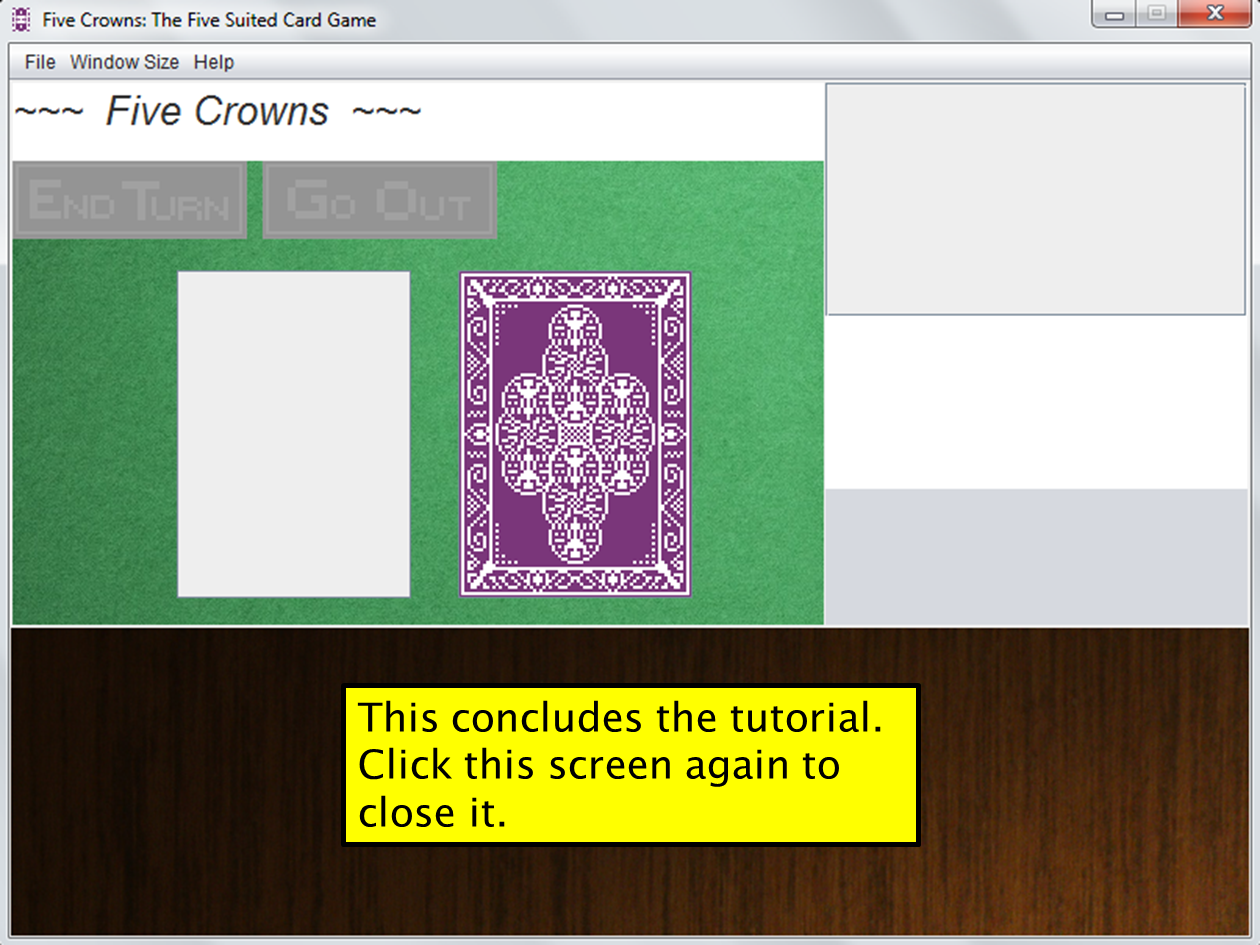 Five Crowns: The Five Suited Card Game
File Window Size Help
~~~ Five Crowns ~~~
END TURN GO OUT
This concludes the tutorial.
Click this screen again to
close it.